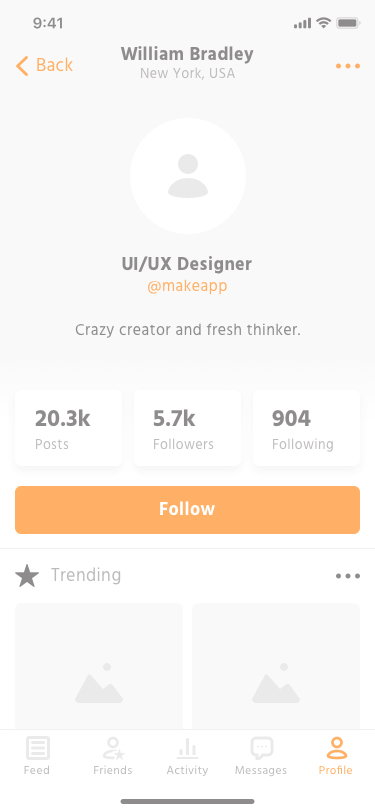 9:41
Back
William Bradley
New York, USA
UI/UX Designer
@makeapp
Crazy creator and fresh thinker.
20.3k
Posts
5.7k
Followers
904
Following
Follow
Trending
Feed
Friends
Activity
Messages
Profile